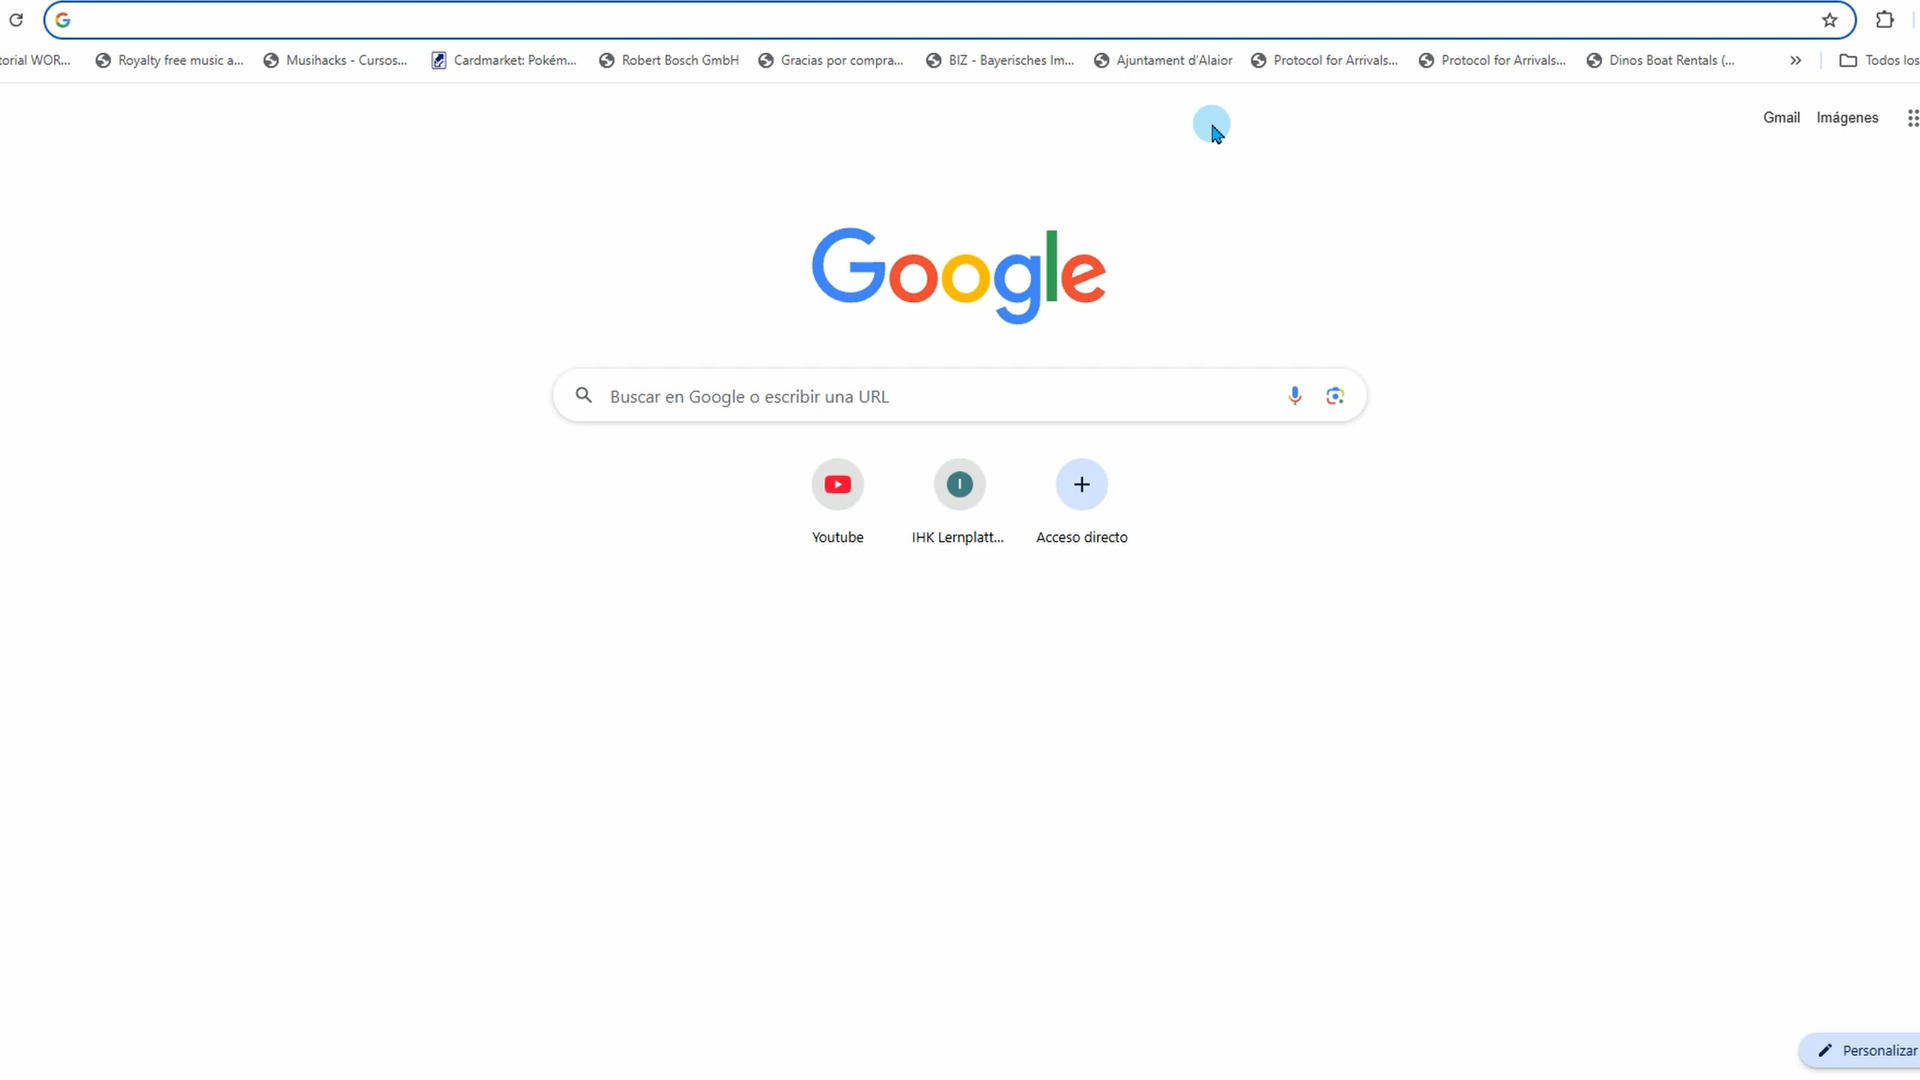 torial WOR...
Royalty free music a...
Musihacks - Cursos...
Cardmarket: Pokém...
Robert Bosch GmbH
Gracias por compra...
BIZ - Bayerisches Im...
Ajuntament d'Alaior
Protocol for Arrivals...
Protocol for Arrivals...
Dinos Boat Rentals (...
Todos los
Gmail
Imágenes
Google
Buscar en Google o escribir una URL
Youtube
IHK Lernplatt...
Acceso directo
Personalizar